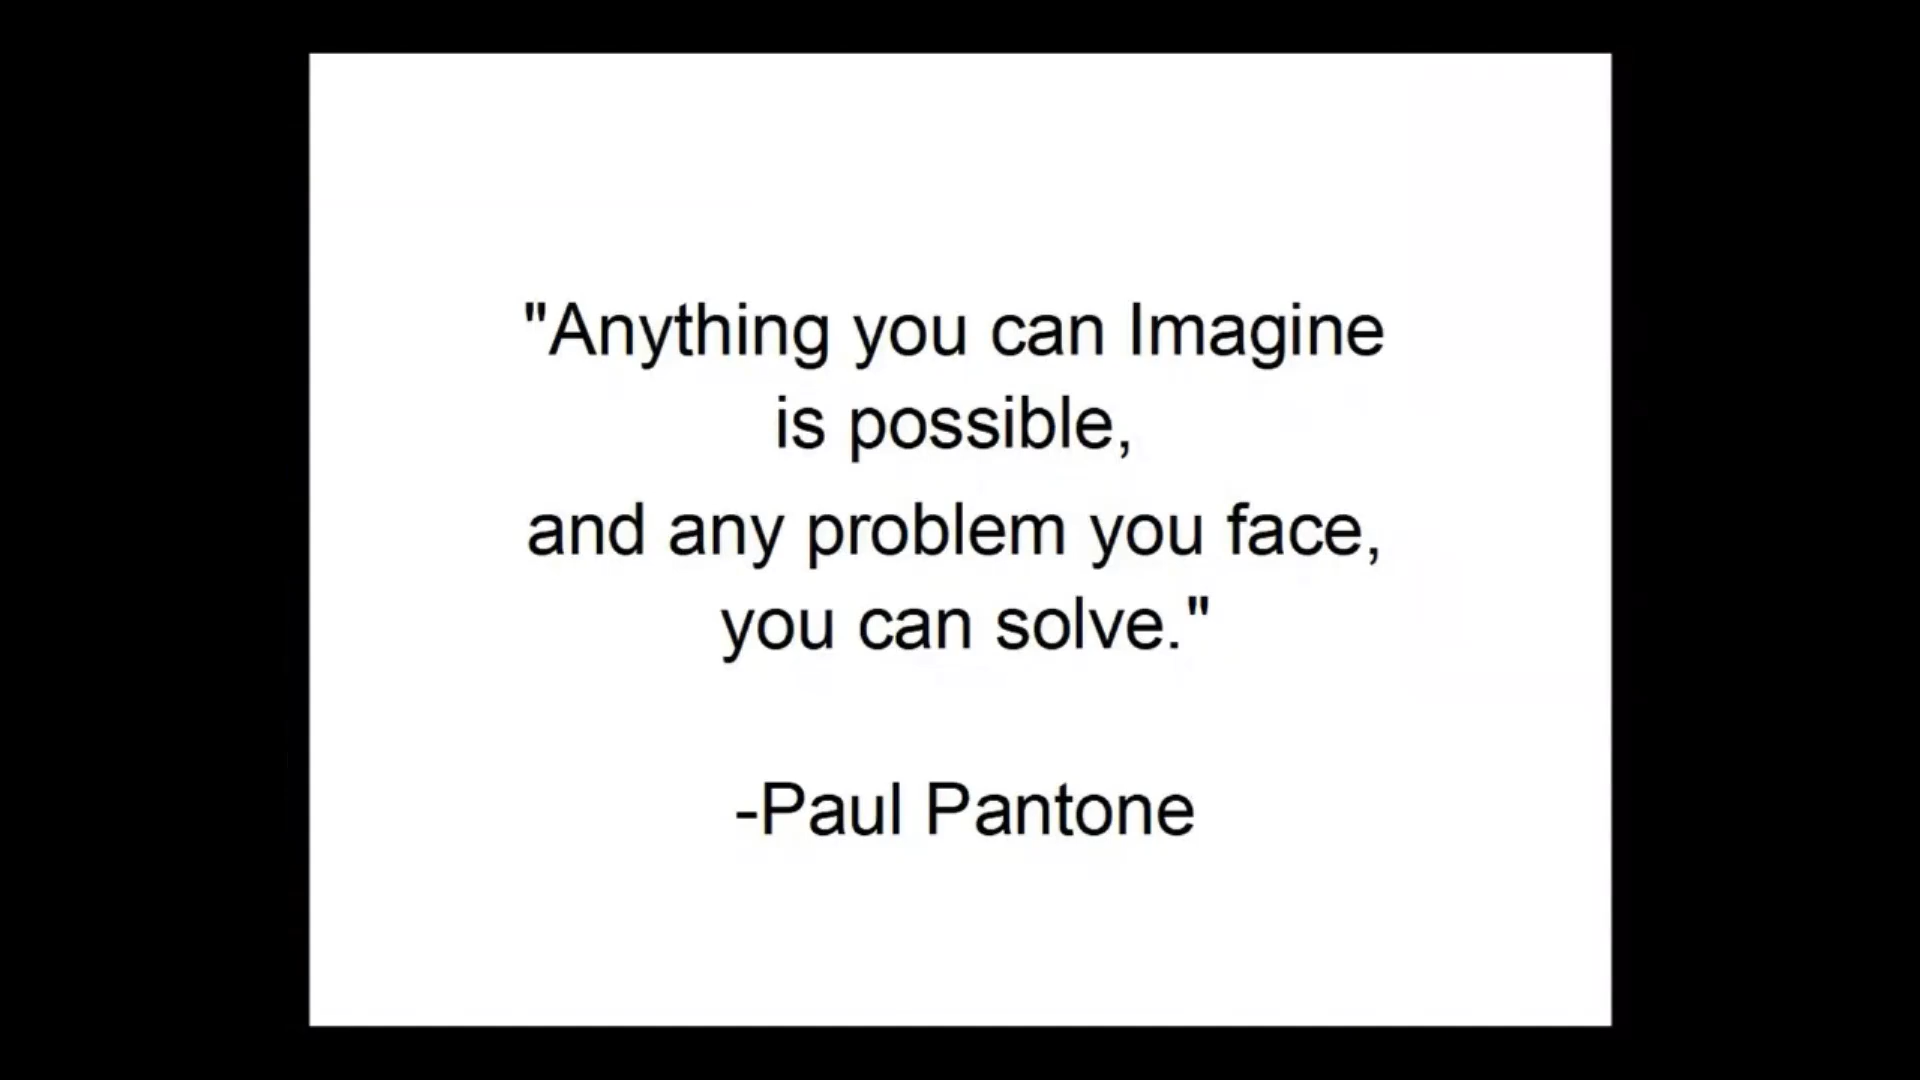 "Anything you can Imagine
is possible,
and any problem you face,
you can solve."
-Paul Pantone